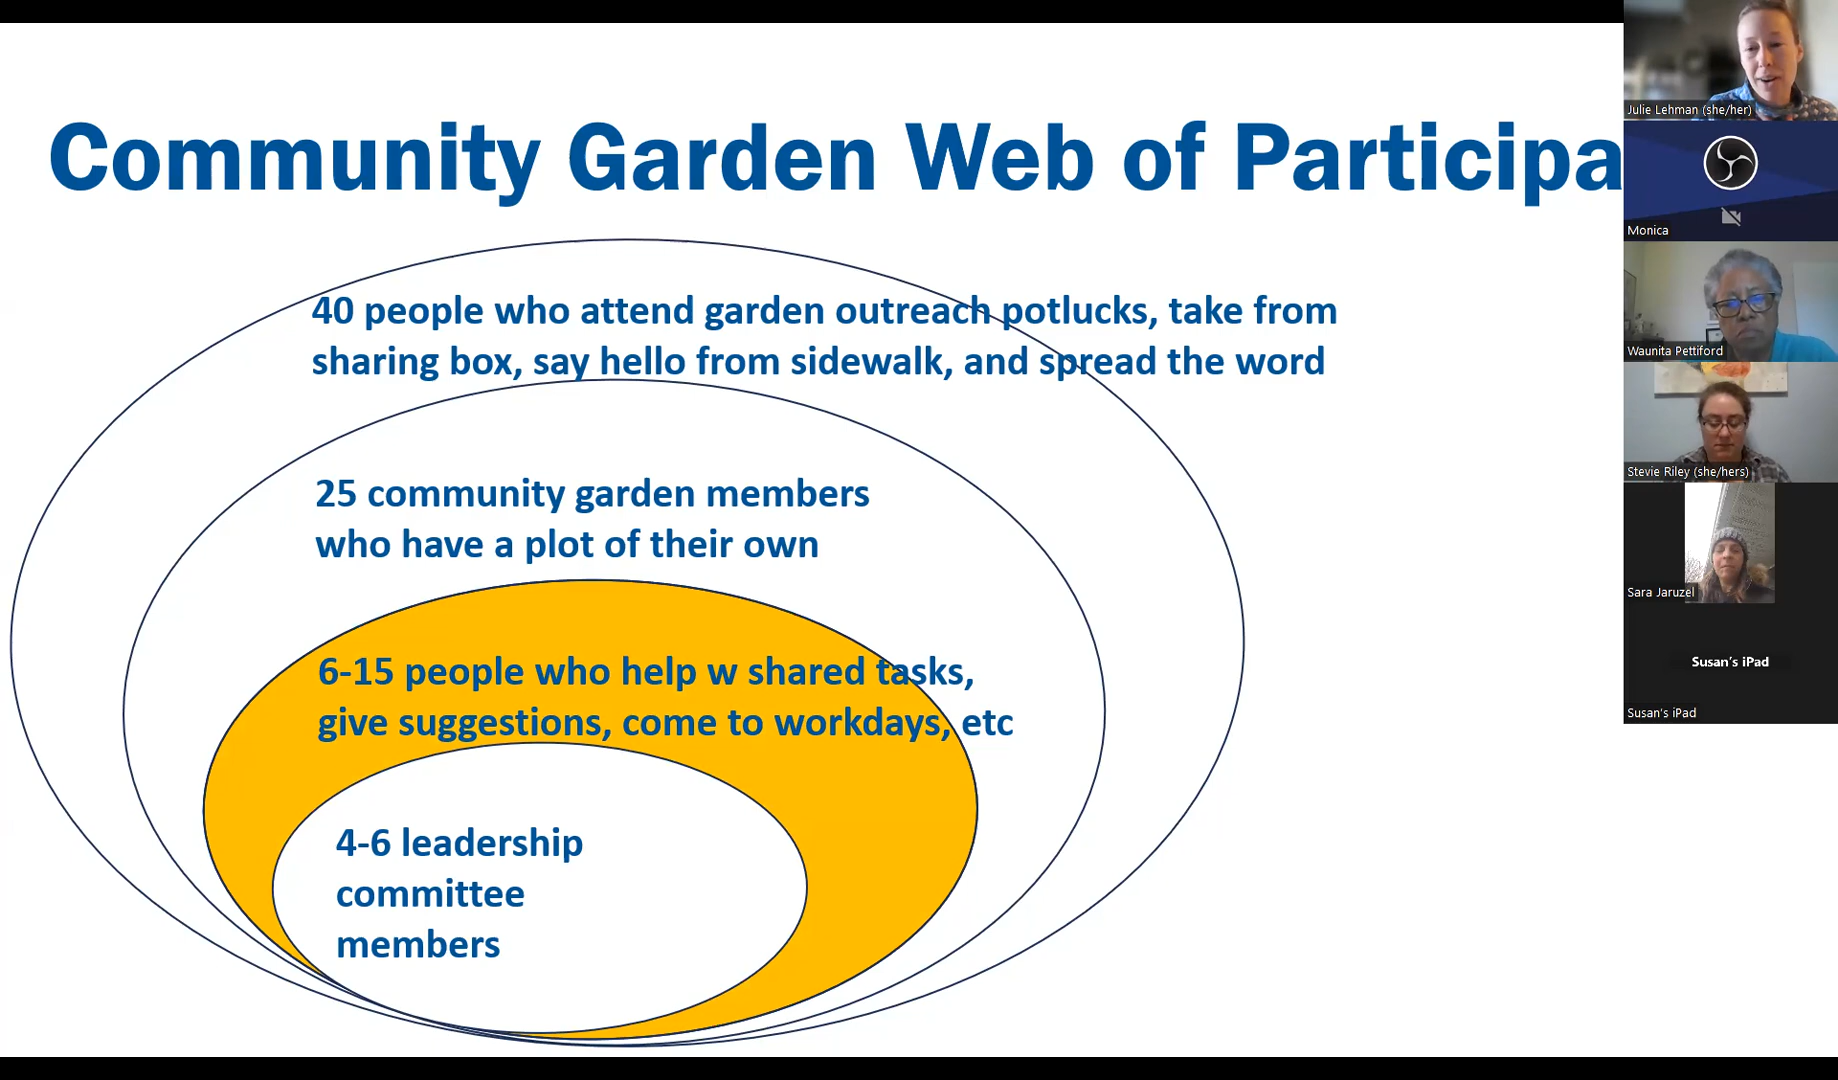 Community Garden Web of Participa
40 people who attend garden outreach potlucks, take from
sharing box, say hello from sidewalk, and spread the word
25 community garden members
who have a plot of their own
6-15 people who help w shared tasks,
give suggestions, come to workdays, etc
4-6 leadership
committee
members
Julie Lehman (she/her)
Monica
Waunita Pettiford
Stevie Riley (she/hers)
Sara Jaruzel
Susan's iPad
Susan's iPad